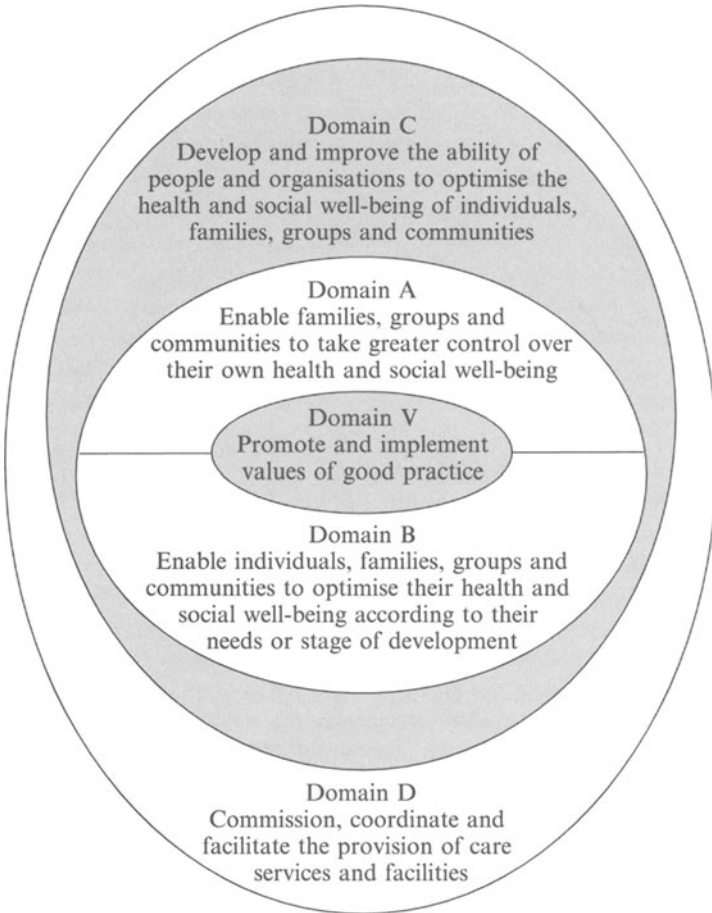 Domain C
Develop and improve the ability of
people and organisations to optimise the
health and social well-being of individuals,
families, groups and communities
Domain A
Enable families, groups and
communities to take greater control over
their own health and social well-being
Domain V
Promote and implement
values of good practice
Domain B
Enable individuals, families, groups and
communities to optimise their health and
social well-being according to their
needs or stage of development
Domain D
Commission, coordinate and
facilitate the provision of care
services and facilities